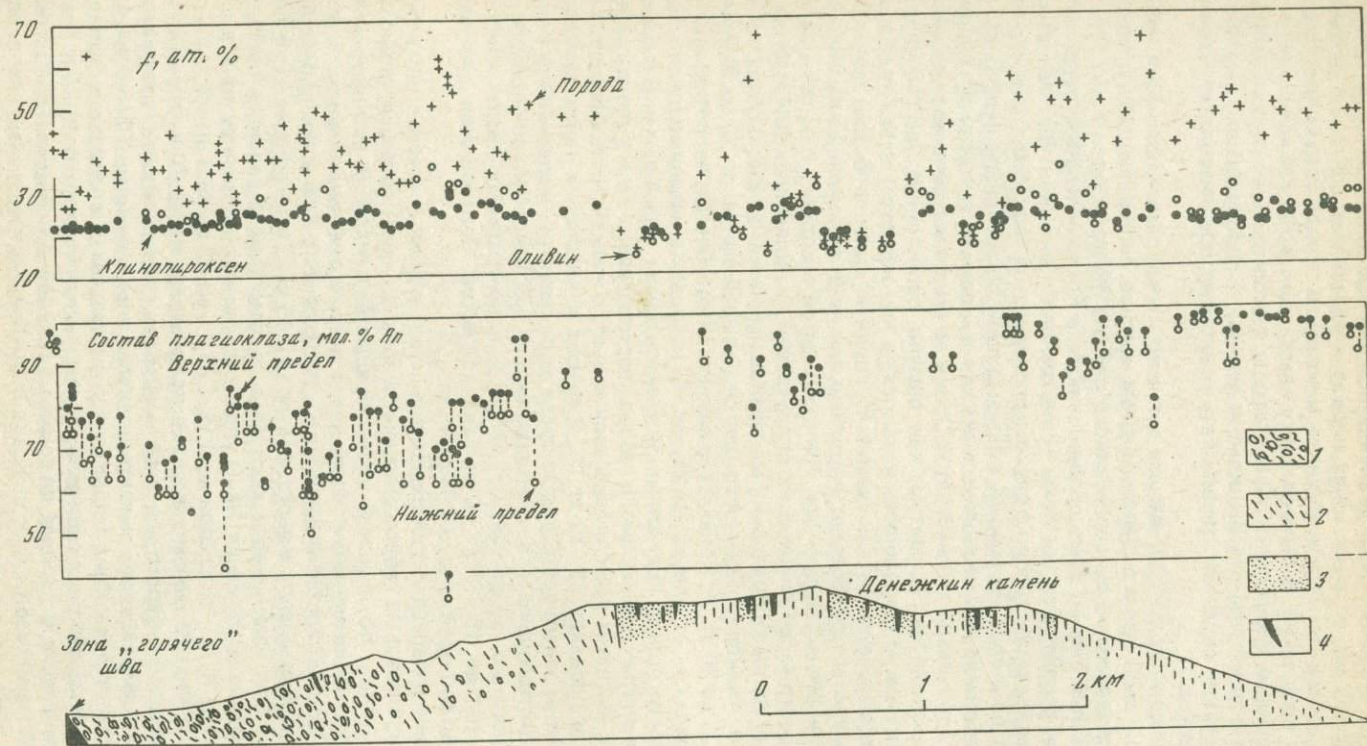 70
50
30
10
f, ат. %
Порода
Клинопироксен
Оливин
90
70
50
Состав плагиоклаза, мол. % An
Верхний предел
Нижний предел
Зона „горячего"
шва
Денежкин камень
0 1 2 км
1
2
3
4